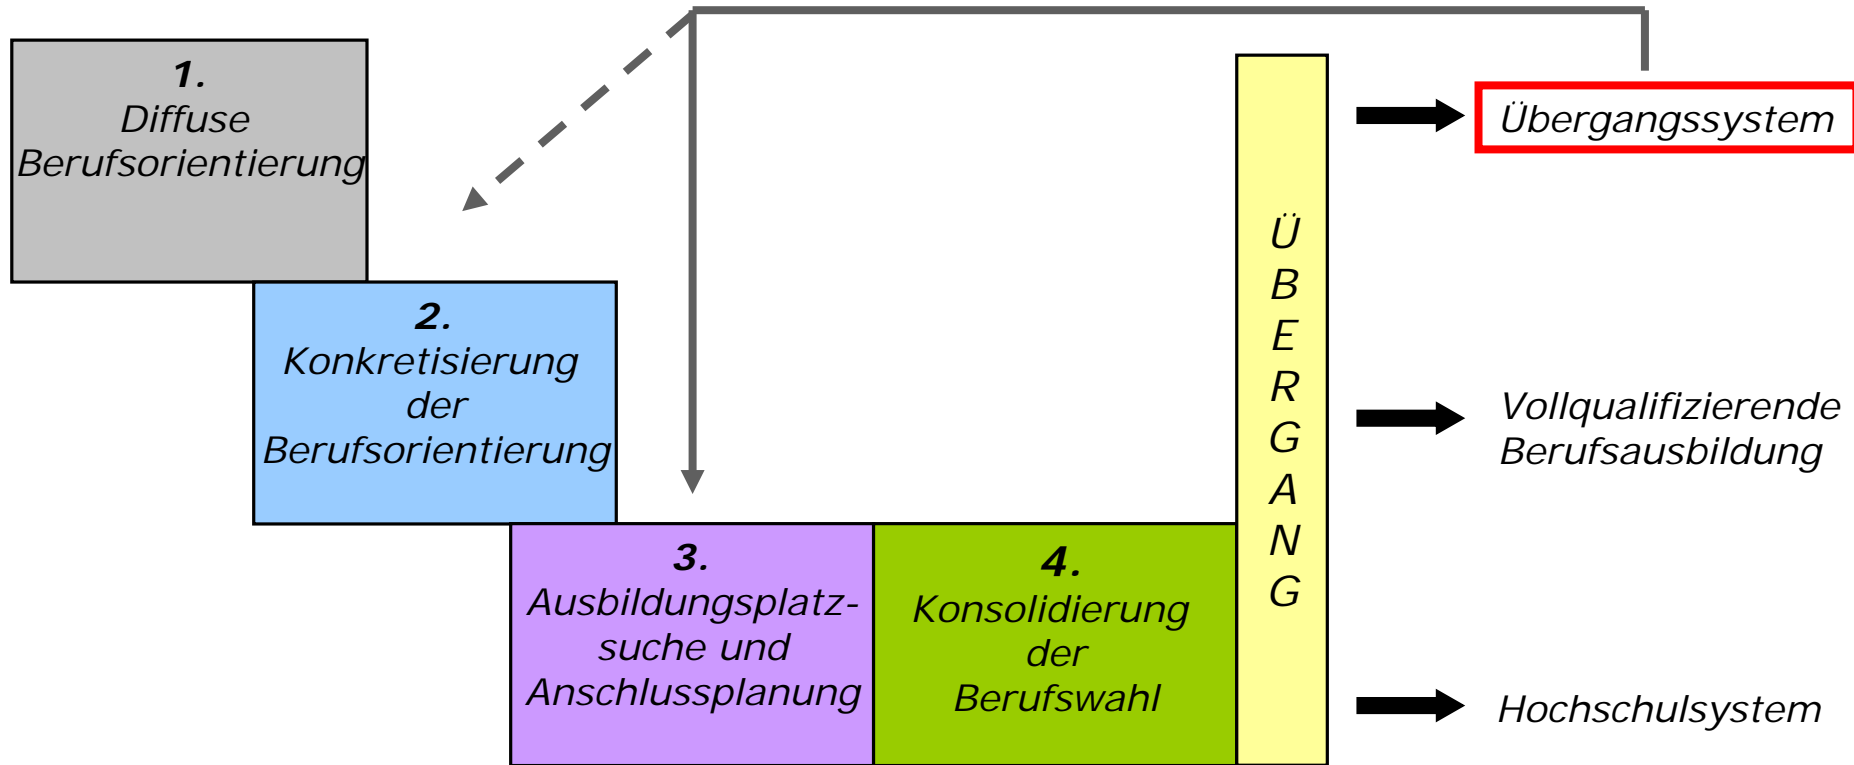 1.
Diffuse
Berufsorientierung
2.
Konkretisierung
der
Berufsorientierung
3.
Ausbildungsplatz-
suche und
Anschlussplanung
4.
Konsolidierung
der
Berufswahl
Ü
B
E
R
G
A
N
G
Übergangssystem
Vollqualifizierende
Berufsausbildung
Hochschulsystem